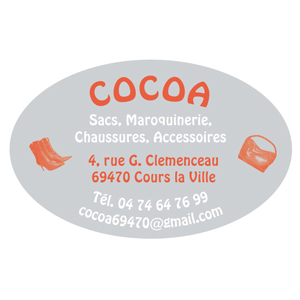 COCOA
Sacs, Maroquinerie,
Chaussures, Accessoires
4, rue G. Clemenceau
69470 Cours la Ville
Tél. 04 74 64 76 99
cocoa69470@gmail.com